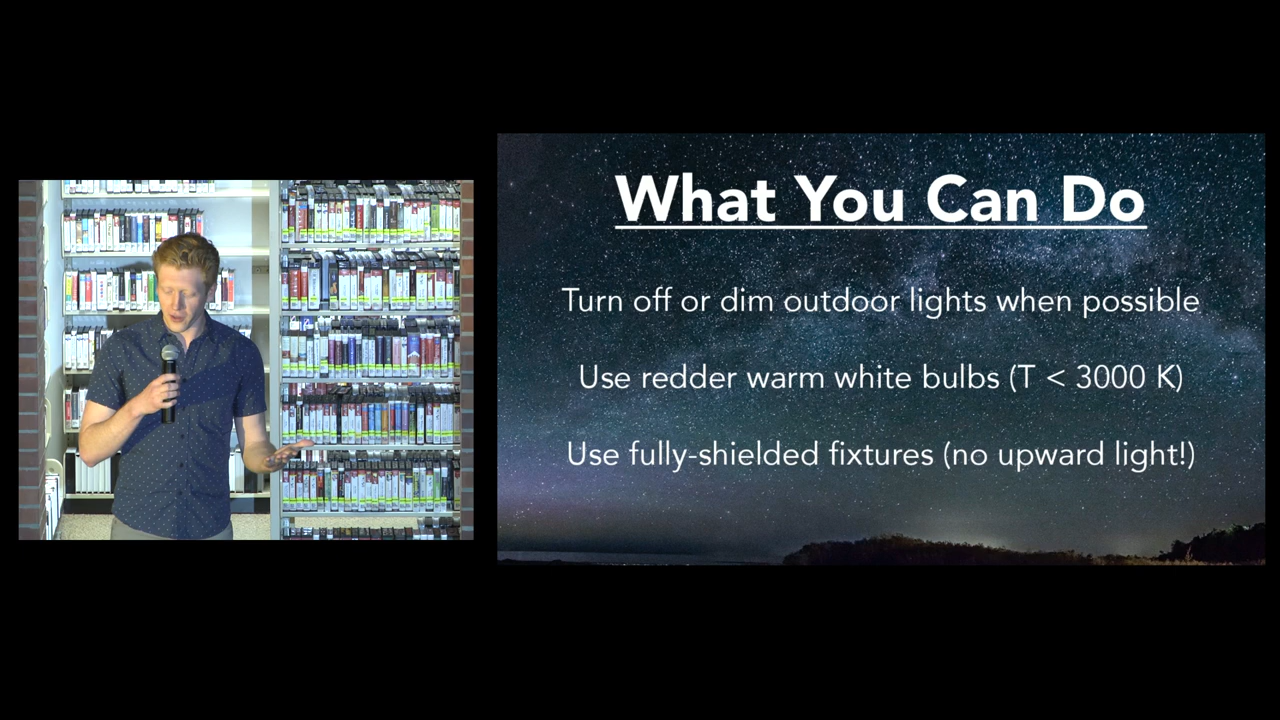 What You Can Do
Turn off or dim outdoor lights when possible
Use redder warm white bulbs (T < 3000 K)
Use fully-shielded fixtures (no upward light!)